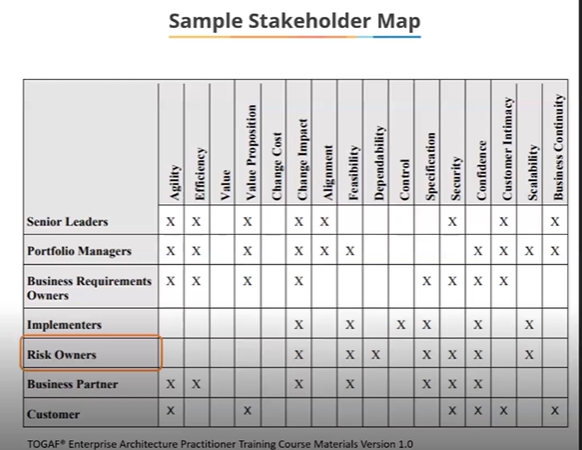 Sample Stakeholder Map
Agility
Efficiency
Value
Value Proposition
Change Cost
Change Impact
Alignment
Feasibility
Dependability
Control
Specification
Security
Confidence
Customer Intimacy
Scalability
Business Continuity
Senior Leaders X X X X X X X X
Portfolio Managers X X X X X X X X X X
Business Requirements X X X X X X X X
Owners
Implementers X X X X X X
Risk Owners X X X X X X X
Business Partner X X X X X X X
Customer X X X X X X
TOGAF® Enterprise Architecture Practitioner Training Course Materials Version 1.0